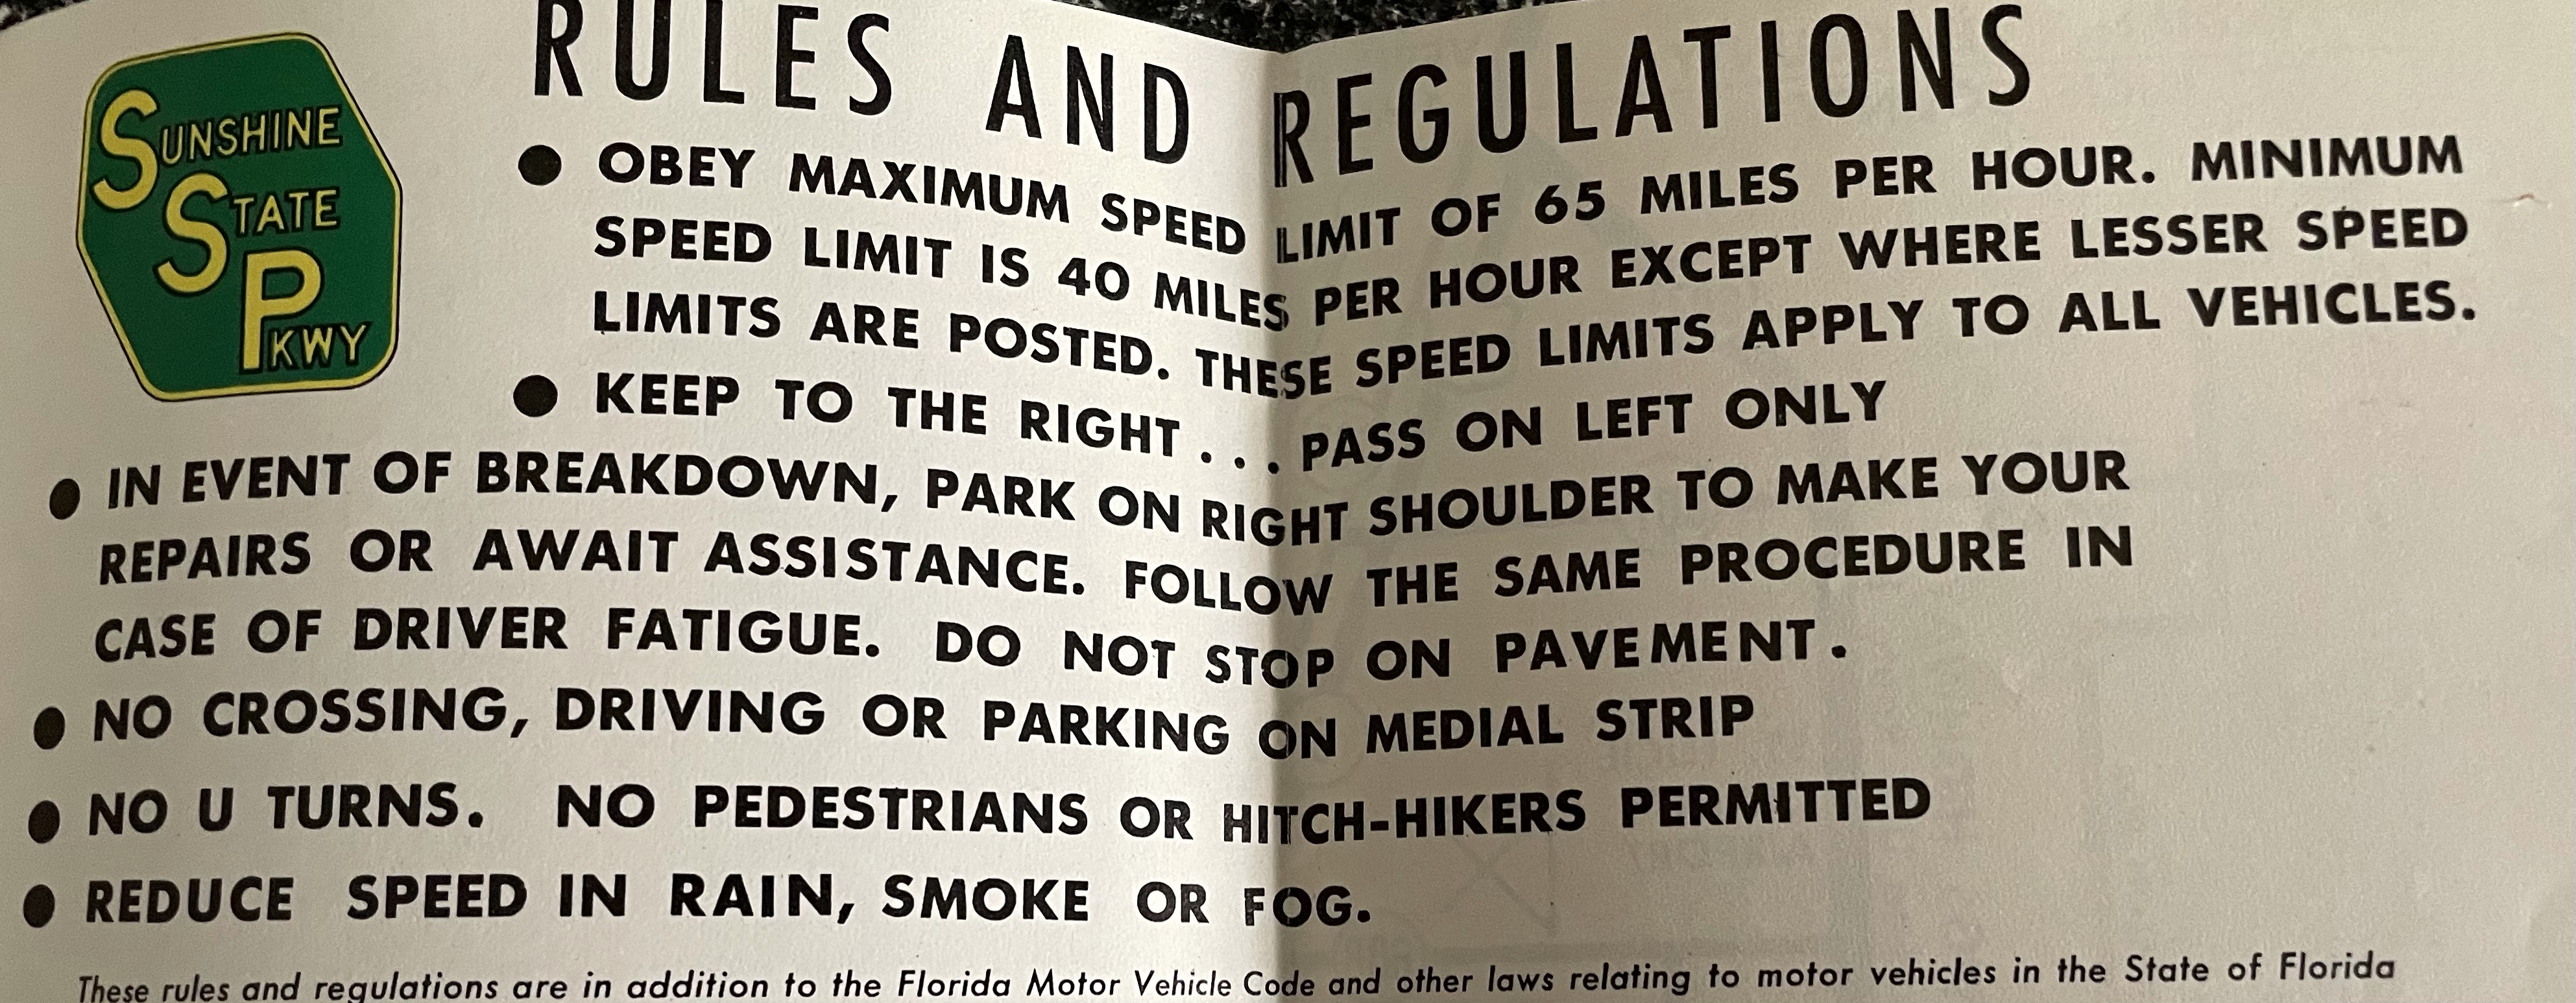 SUNSHINE
STATE
PKWY
RULES AND REGULATIONS
● OBEY MAXIMUM SPEED LIMIT OF 65 MILES PER HOUR. MINIMUM
SPEED LIMIT IS 40 MILES PER HOUR EXCEPT WHERE LESSER SPEED
LIMITS ARE POSTED. THESE SPEED LIMITS APPLY TO ALL VEHICLES.
● KEEP TO THE RIGHT . . . PASS ON LEFT ONLY
● IN EVENT OF BREAKDOWN, PARK ON RIGHT SHOULDER TO MAKE YOUR
REPAIRS OR AWAIT ASSISTANCE. FOLLOW THE SAME PROCEDURE IN
CASE OF DRIVER FATIGUE. DO NOT STOP ON PAVEMENT.
● NO CROSSING, DRIVING OR PARKING ON MEDIAL STRIP
● NO U TURNS. NO PEDESTRIANS OR HITCH-HIKERS PERMITTED
● REDUCE SPEED IN RAIN, SMOKE OR FOG.
These rules and regulations are in addition to the Florida Motor Vehicle Code and other laws relating to motor vehicles in the State of Florida